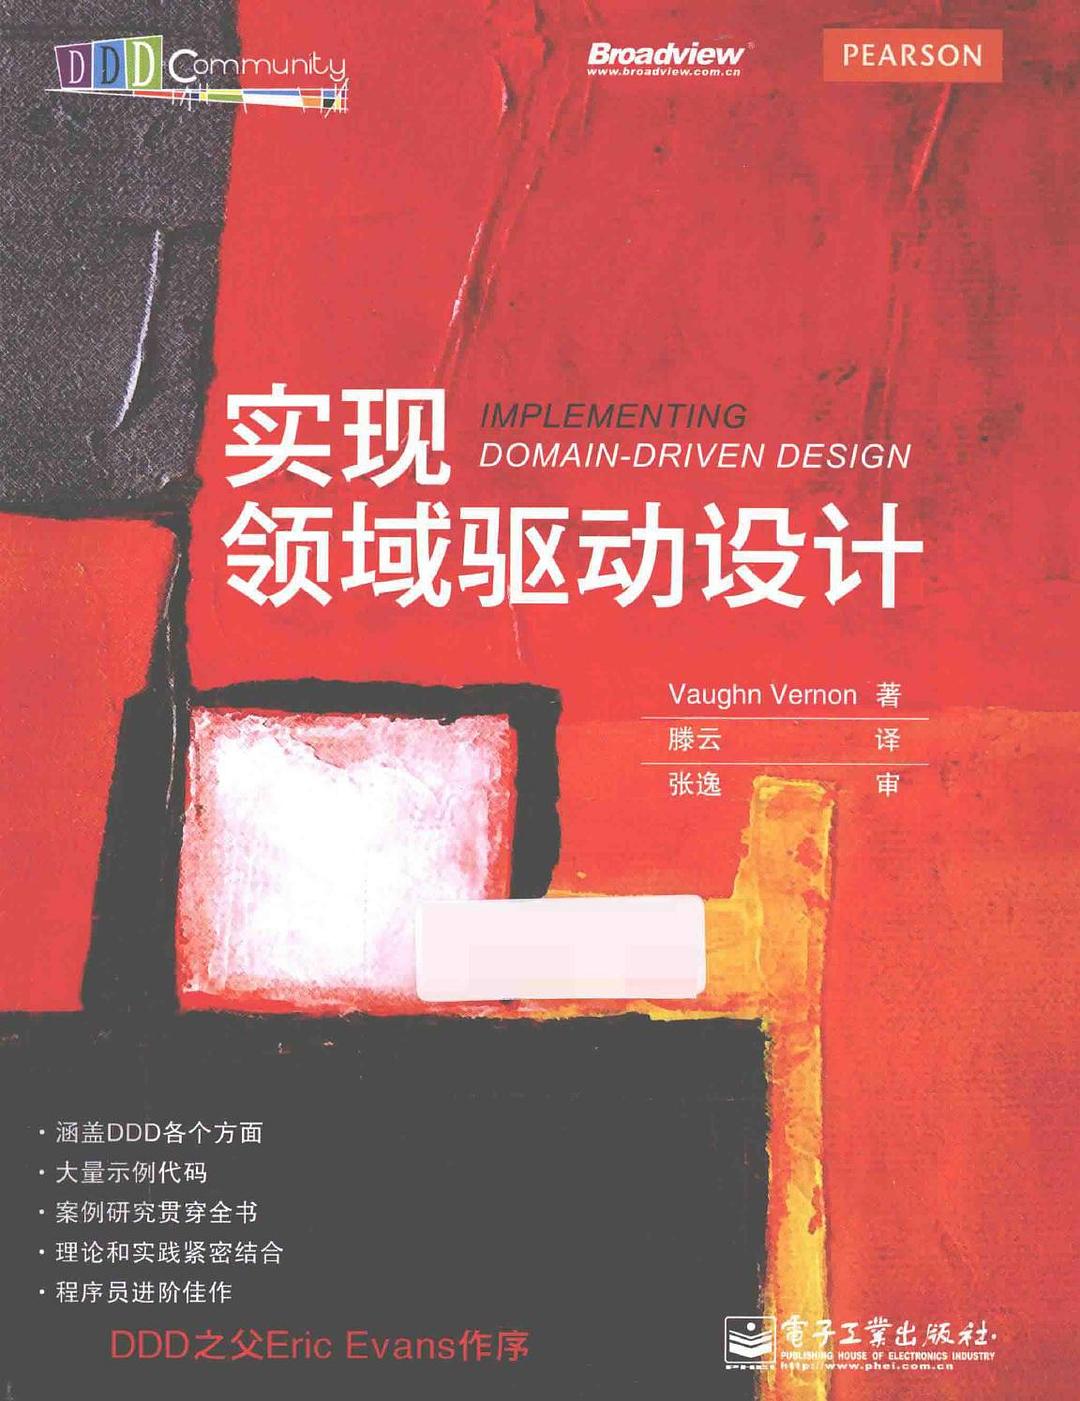 DDD Community
Broadview®
www.broadview.com.cn
PEARSON
实现
IMPLEMENTING
DOMAIN-DRIVEN DESIGN
领域驱动设计
Vaughn Vernon 著
滕云 译
张逸 审
· 涵盖DDD各个方面
· 大量示例代码
· 案例研究贯穿全书
· 理论和实践紧密结合
· 程序员进阶佳作
DDD之父Eric Evans作序
電子工業出版社·
PUBLISHING HOUSE OF ELECTRONICS INDUSTRY
http://www.phei.com.cn
PHEI